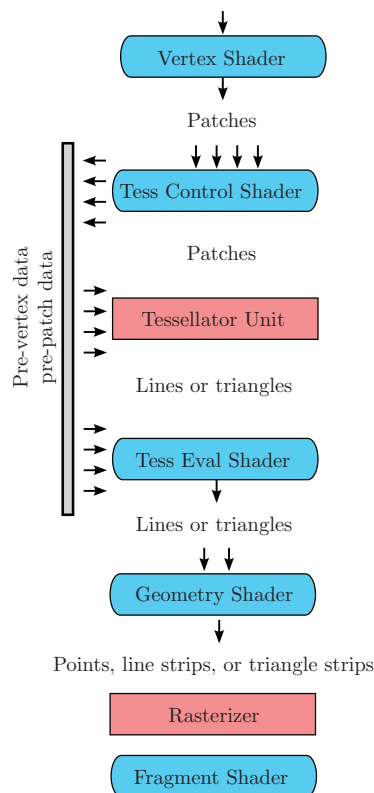 Vertex Shader
Patches
Tess Control Shader
Pre-vertex data
pre-patch data
Patches
Tessellator Unit
Lines or triangles
Tess Eval Shader
Lines or triangles
Geometry Shader
Points, line strips, or triangle strips
Rasterizer
Fragment Shader